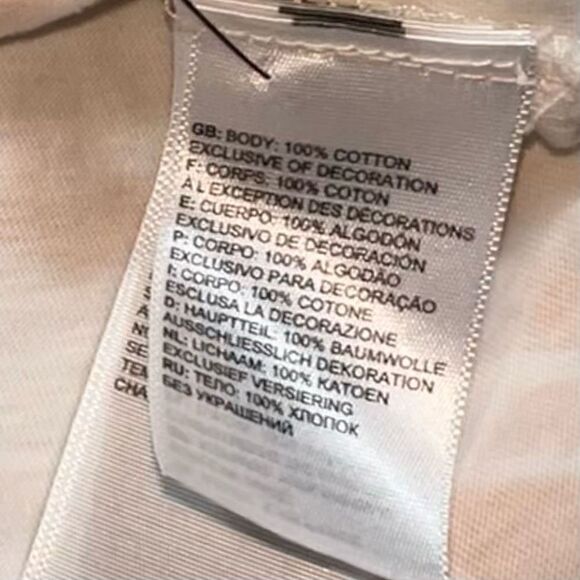 GB: BODY: 100% COTTON
EXCLUSIVE OF DECORATION
F: CORPS: 100% COTON
A L'EXCEPTION DES DECORATIONS
E: CUERPO: 100% ALGODÓN
EXCLUSIVO DE DECORACIÓN
P: CORPO: 100% ALGODÃO
EXCLUSIVO PARA DECORAÇÃO
I: CORPO: 100% COTONE
ESCLUSA LA DECORAZIONE
D: HAUPTTEIL: 100% BAUMWOLLE
AUSSCHLIESSLICH DEKORATION
NL: LICHAAM: 100% KATOEN
EXCLUSIEF VERSIERING
RU: ТЕЛО: 100% ХЛОПОК
БЕЗ УКРАШЕНИЙ